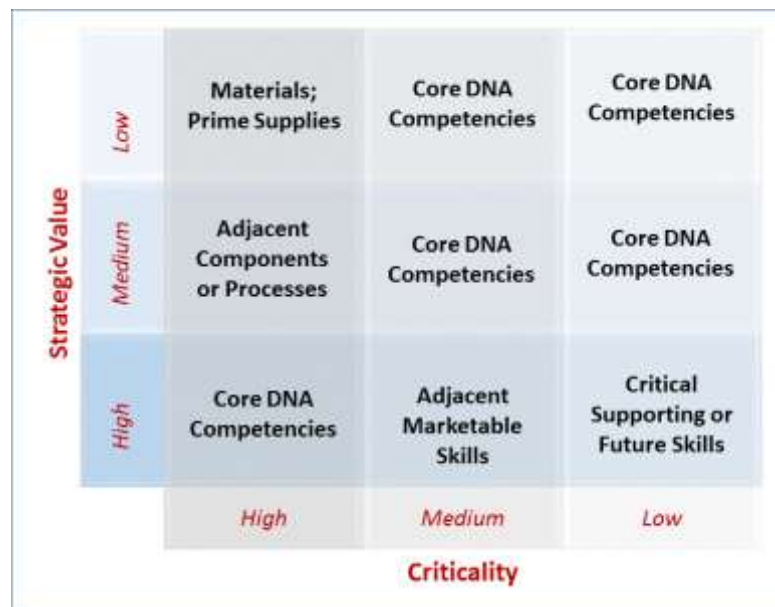 Strategic Value
Low
Materials;
Prime Supplies
Core DNA
Competencies
Core DNA
Competencies
Medium
Adjacent
Components
or Processes
Core DNA
Competencies
Core DNA
Competencies
High
Core DNA
Competencies
Adjacent
Marketable
Skills
Critical
Supporting or
Future Skills
High
Medium
Low
Criticality